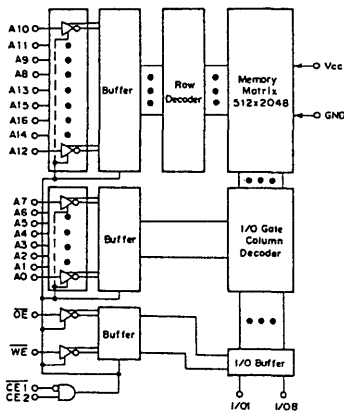 A10
A11
A9
A8
A13
A15
A16
A14
A12
Buffer
Row
Decoder
Memory
Matrix
512x2048
Vcc
GND
A7
A6
A5
A4
A3
A2
A1
A0
Buffer
I/O Gate
Column
Decoder
OE
WE
Buffer
I/O Buffer
CE1
CE2
I/O1
I/O8